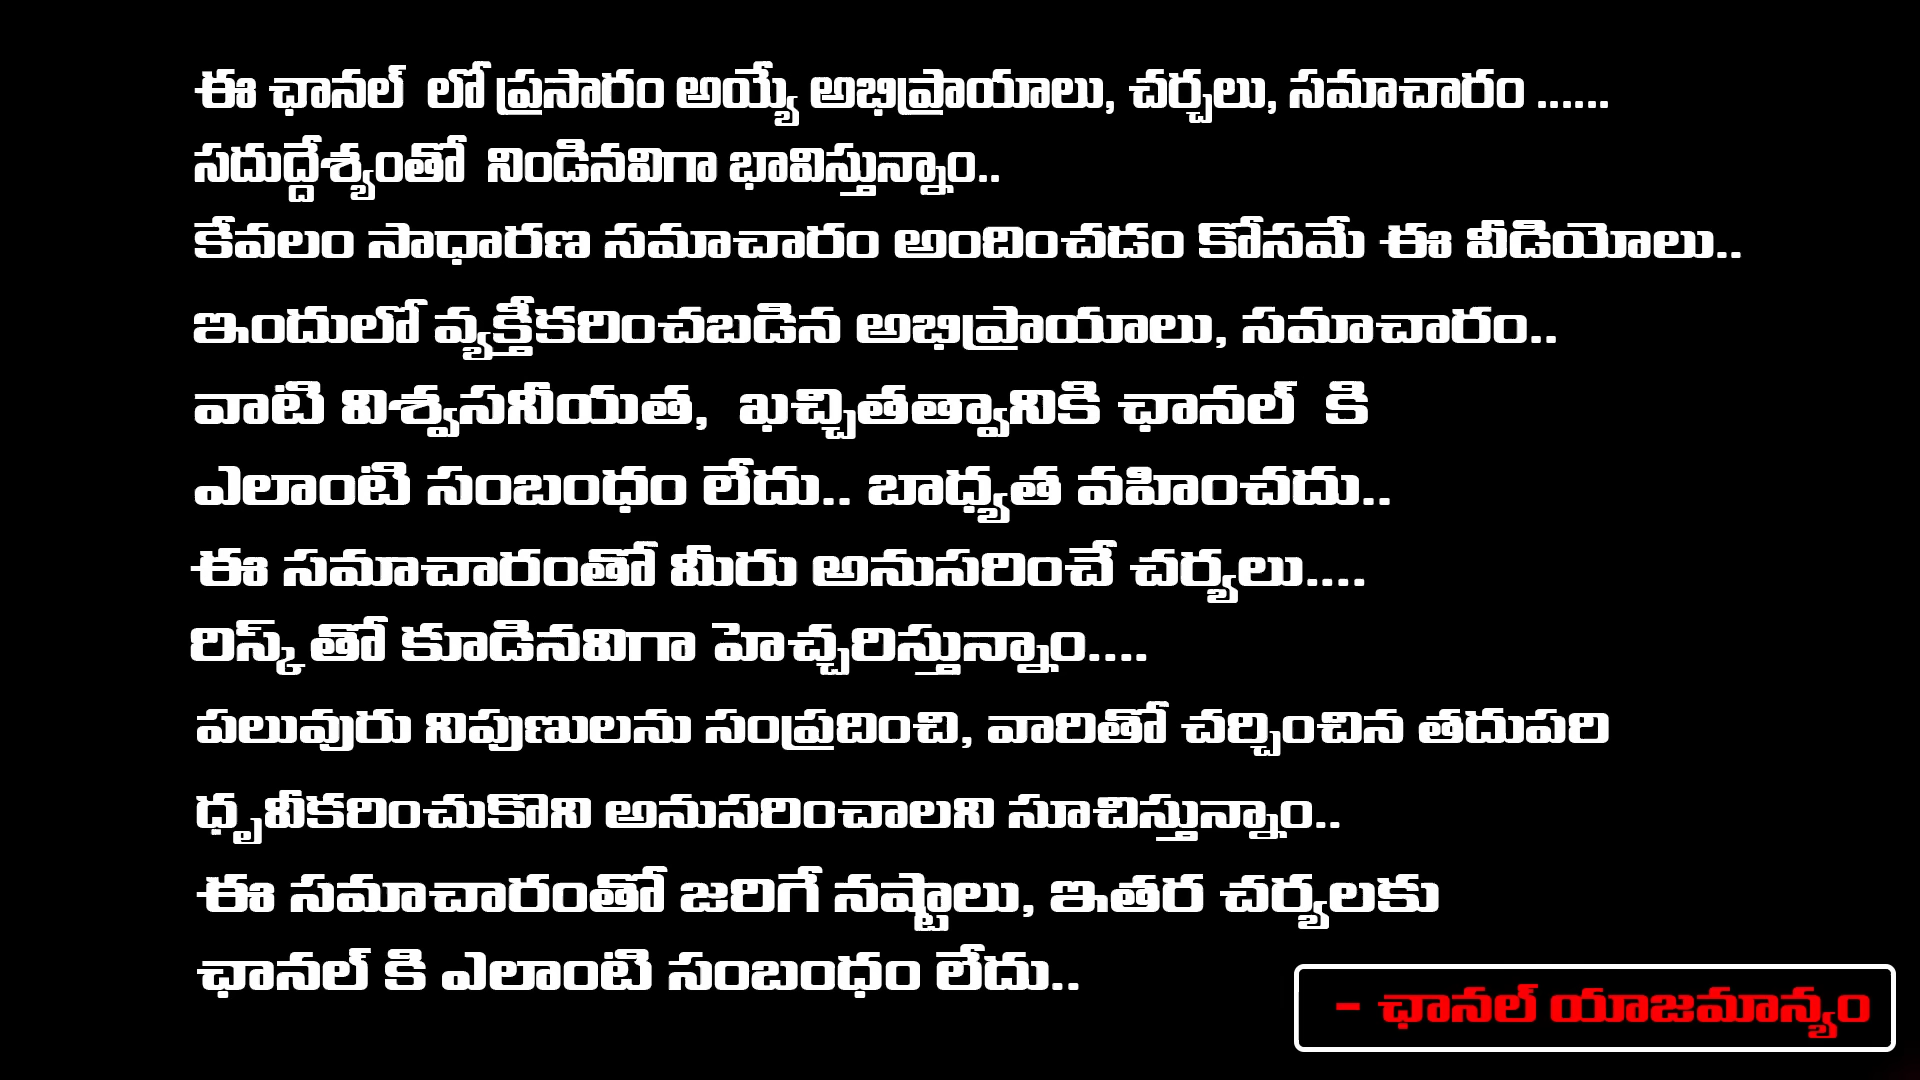 ఈ ఛానల్ లో ప్రసారం అయ్యే అభిప్రాయాలు, చర్చలు, సమాచారం ......
సదుద్దేశ్యంతో నిండినవిగా భావిస్తున్నాం..
కేవలం సాధారణ సమాచారం అందించడం కోసమే ఈ వీడియోలు..
ఇందులో వ్యక్తీకరించబడిన అభిప్రాయాలు, సమాచారం..
వాటి విశ్వసనీయత, ఖచ్చితత్వానికి ఛానల్ కి
ఎలాంటి సంబంధం లేదు.. బాధ్యత వహించదు..
ఈ సమాచారంతో మీరు అనుసరించే చర్యలు....
రిస్క్ తో కూడినవిగా హెచ్చరిస్తున్నాం....
పలువురు నిపుణులను సంప్రదించి, వారితో చర్చించిన తదుపరి
ధృవీకరించుకొని అనుసరించాలని సూచిస్తున్నాం..
ఈ సమాచారంతో జరిగే నష్టాలు, ఇతర చర్యలకు
ఛానల్ కి ఎలాంటి సంబంధం లేదు..
- ఛానల్ యాజమాన్యం